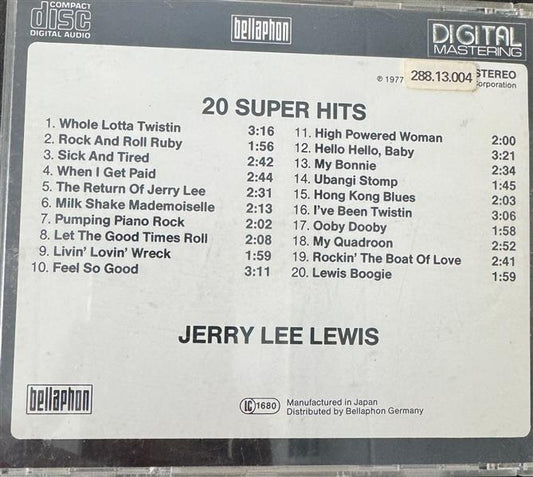 COMPACT
disc
DIGITAL AUDIO
bellaphon
DIGITAL
MASTERING
℗ 1977
288.13.004
STEREO
Corporation
20 SUPER HITS
1. Whole Lotta Twistin 3:16
2. Rock And Roll Ruby 1:56
3. Sick And Tired 2:42
4. When I Get Paid 2:44
5. The Return Of Jerry Lee 2:31
6. Milk Shake Mademoiselle 2:13
7. Pumping Piano Rock 2:02
8. Let The Good Times Roll 2:08
9. Livin' Lovin' Wreck 1:59
10. Feel So Good 3:11
11. High Powered Woman 2:00
12. Hello Hello, Baby 3:21
13. My Bonnie 2:34
14. Ubangi Stomp 1:45
15. Hong Kong Blues 2:03
16. I've Been Twistin 3:06
17. Ooby Dooby 1:58
18. My Quadroon 2:52
19. Rockin' The Boat Of Love 2:41
20. Lewis Boogie 1:59
JERRY LEE LEWIS
bellaphon
LC 1680
Manufactured in Japan
Distributed by Bellaphon Germany